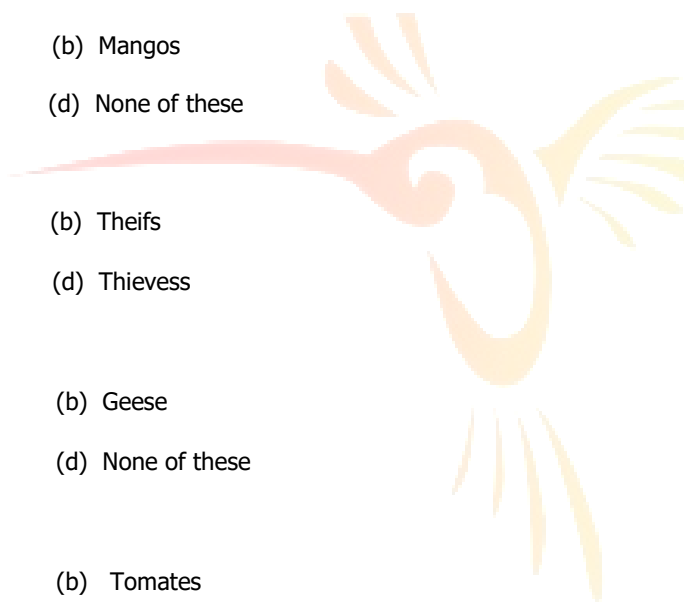 (b) Mangos
(d) None of these
(b) Theifs
(d) Thievess
(b) Geese
(d) None of these
(b) Tomates